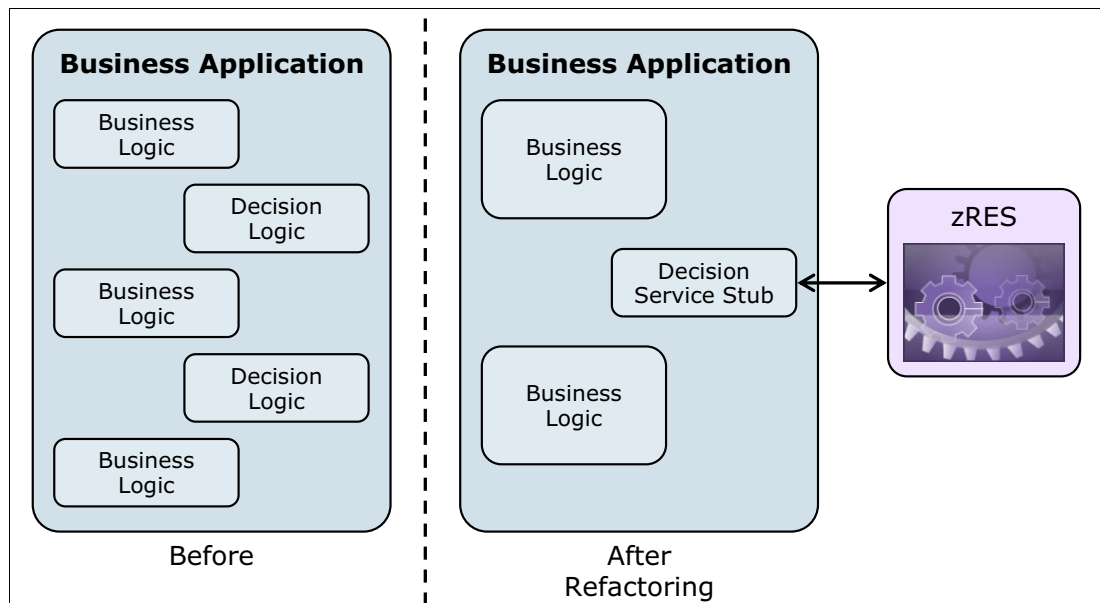 Business Application
Business
Logic
Decision
Logic
Business
Logic
Decision
Logic
Business
Logic
Before
Business Application
Business
Logic
Decision
Service Stub
Business
Logic
After
Refactoring
zRES